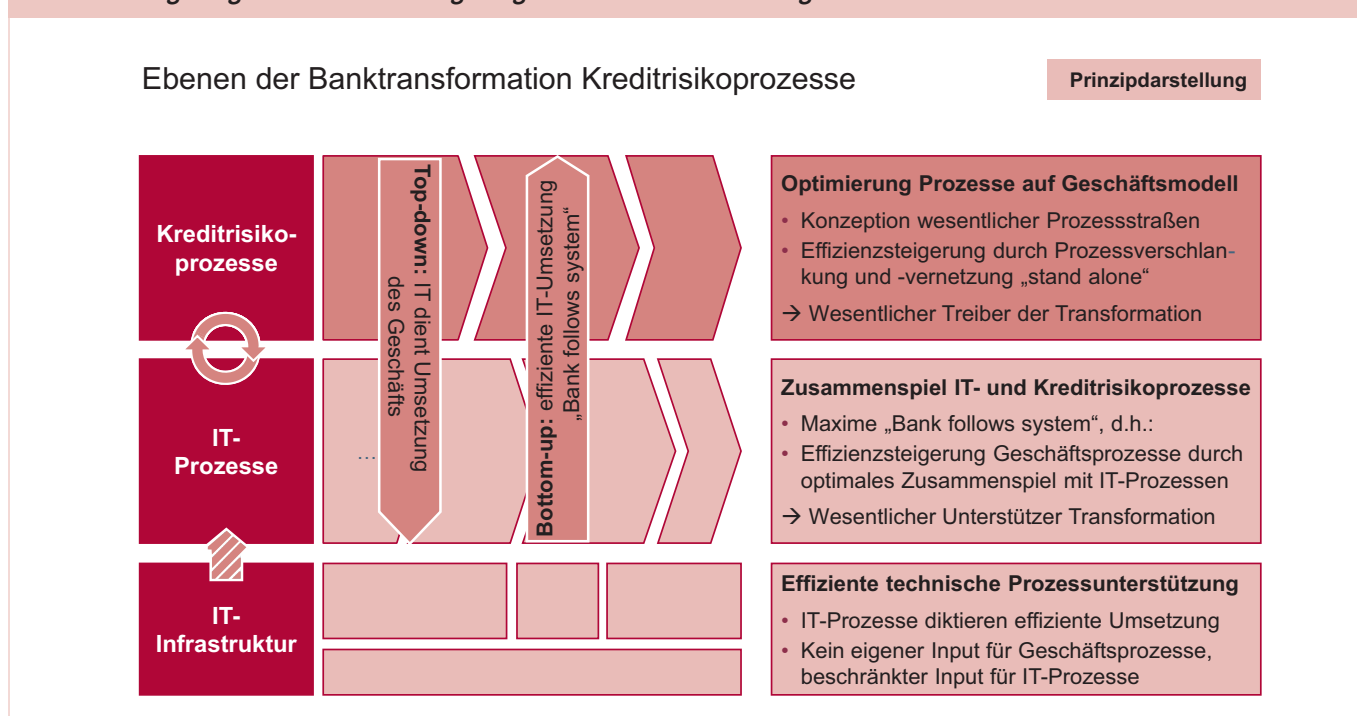 Ebenen der Banktransformation Kreditrisikoprozesse
Prinzipdarstellung
Kreditrisiko-
prozesse
Top-down: IT dient Umsetzung
des Geschäfts
Bottom-up: effiziente IT-Umsetzung
„Bank follows system“
Optimierung Prozesse auf Geschäftsmodell
• Konzeption wesentlicher Prozessstraßen
• Effizienzsteigerung durch Prozessverschlan-
kung und -vernetzung „stand alone“
→ Wesentlicher Treiber der Transformation
IT-
Prozesse
...
Zusammenspiel IT- und Kreditrisikoprozesse
• Maxime „Bank follows system“, d.h.:
• Effizienzsteigerung Geschäftsprozesse durch
optimales Zusammenspiel mit IT-Prozessen
→ Wesentlicher Unterstützer Transformation
IT-
Infrastruktur
Effiziente technische Prozessunterstützung
• IT-Prozesse diktieren effiziente Umsetzung
• Kein eigener Input für Geschäftsprozesse,
beschränkter Input für IT-Prozesse